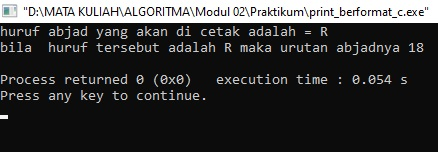 "D:\MATA KULIAH\ALGORITMA\Modul 02\Praktikum\print_berformat_c.exe"
huruf abjad yang akan di cetak adalah = R
bila  huruf tersebut adalah R maka urutan abjadnya 18
Process returned 0 (0x0)   execution time : 0.054 s
Press any key to continue.